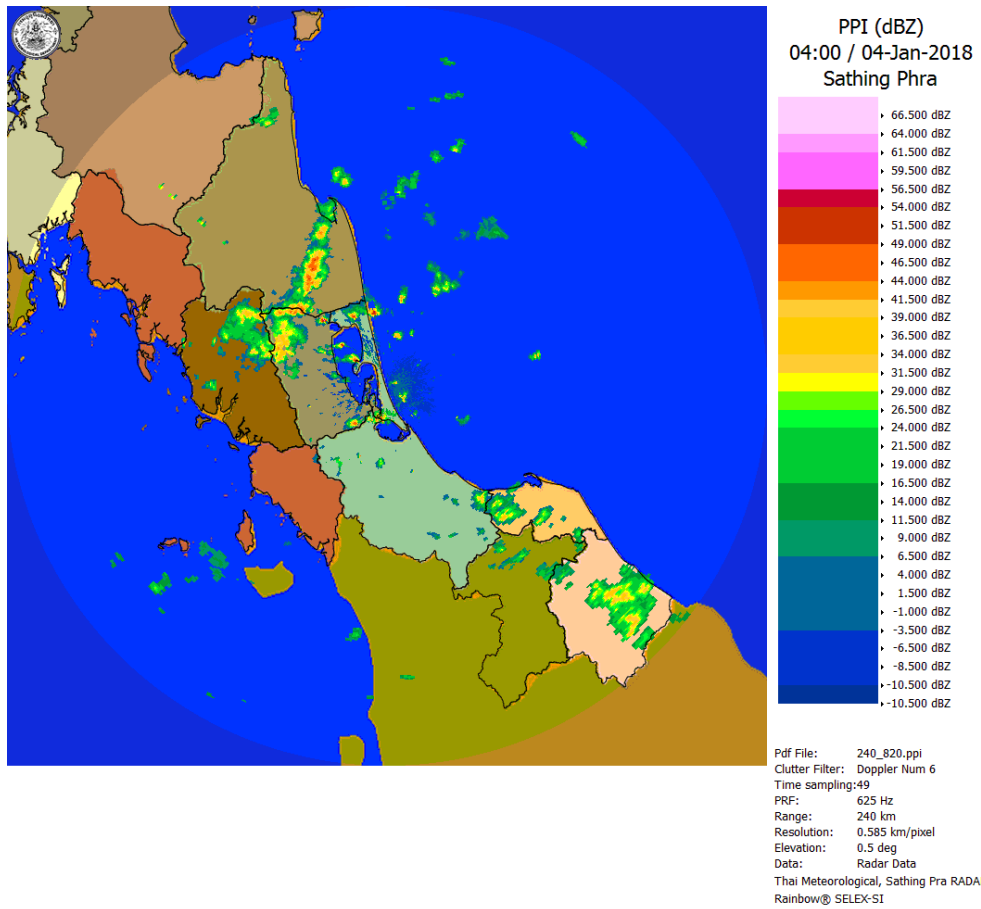 PPI (dBZ)
04:00 / 04-Jan-2018
Sathing Phra
66.500 dBZ
64.000 dBZ
61.500 dBZ
59.500 dBZ
56.500 dBZ
54.000 dBZ
51.500 dBZ
49.000 dBZ
46.500 dBZ
44.000 dBZ
41.500 dBZ
39.000 dBZ
36.500 dBZ
34.000 dBZ
31.500 dBZ
29.000 dBZ
26.500 dBZ
24.000 dBZ
21.500 dBZ
19.000 dBZ
16.500 dBZ
14.000 dBZ
11.500 dBZ
9.000 dBZ
6.500 dBZ
4.000 dBZ
1.500 dBZ
-1.000 dBZ
-3.500 dBZ
-6.500 dBZ
-8.500 dBZ
-10.500 dBZ
-10.500 dBZ
Pdf File: 240_820.ppi
Clutter Filter: Doppler Num 6
Time sampling:49
PRF: 625 Hz
Range: 240 km
Resolution: 0.585 km/pixel
Elevation: 0.5 deg
Data: Radar Data
Thai Meteorological, Sathing Pra RADA
Rainbow® SELEX-SI